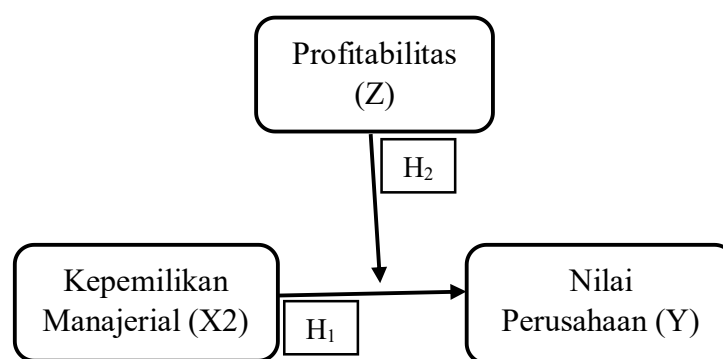 Profitabilitas
(Z)
H₂
Kepemilikan
Manajerial (X2)
H₁
Nilai
Perusahaan (Y)